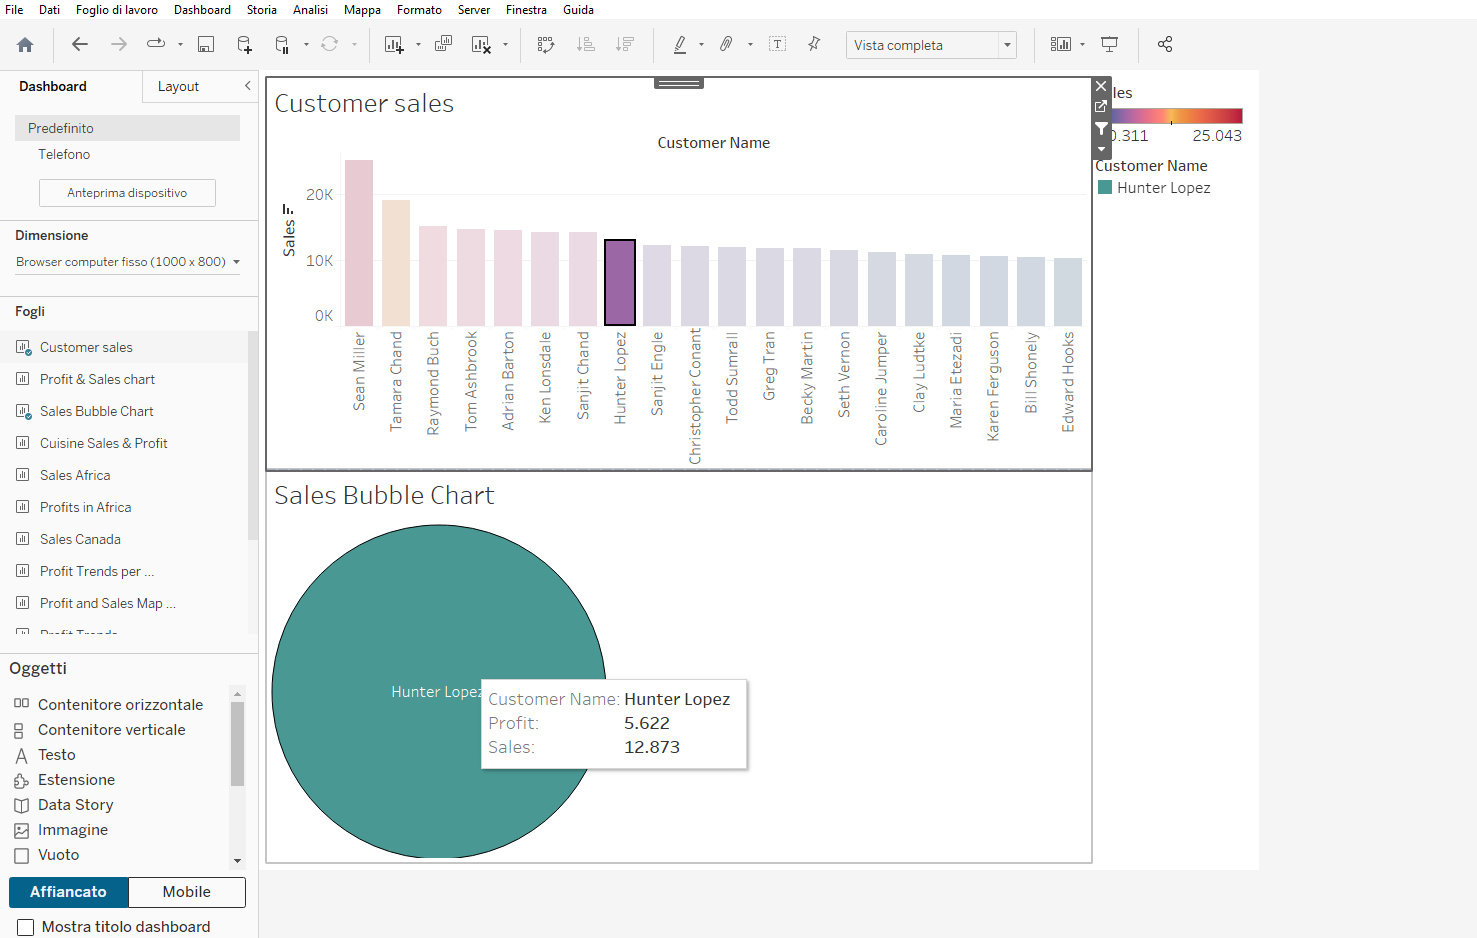 File Dati Foglio di lavoro Dashboard Storia Analisi Mappa Formato Server Finestra Guida
Vista completa
Dashboard Layout
Predefinito
Telefono
Anteprima dispositivo
Dimensione
Browser computer fisso (1000 x 800)
Fogli
Customer sales
Profit & Sales chart
Sales Bubble Chart
Cuisine Sales & Profit
Sales Africa
Profits in Africa
Sales Canada
Profit Trends per ...
Profit and Sales Map ...
Profit Trends
Oggetti
Contenitore orizzontale
Contenitore verticale
Testo
Estensione
Data Story
Immagine
Vuoto
Affiancato Mobile
Mostra titolo dashboard
Customer sales
Customer Name
Sales
20K
10K
0K
Sean Miller
Tamara Chand
Raymond Buch
Tom Ashbrook
Adrian Barton
Ken Lonsdale
Sanjit Chand
Hunter Lopez
Sanjit Engle
Christopher Conant
Todd Sumrall
Greg Tran
Becky Martin
Seth Vernon
Caroline Jumper
Clay Ludtke
Maria Etezadi
Karen Ferguson
Bill Shonely
Edward Hooks
les
0.311 25.043
Customer Name
Hunter Lopez
Sales Bubble Chart
Hunter Lopez
Customer Name: Hunter Lopez
Profit: 5.622
Sales: 12.873